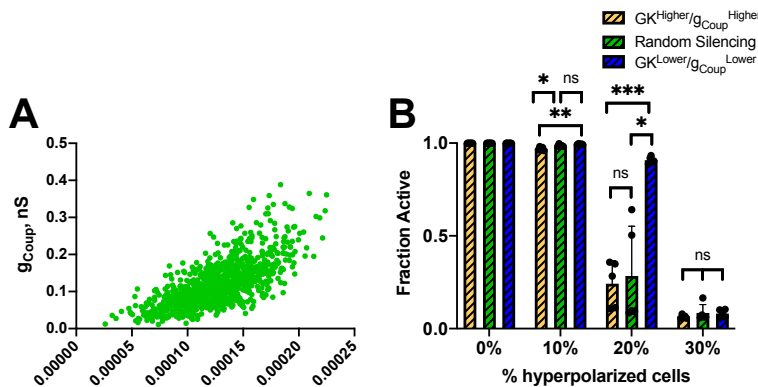 GK^Higher/g_Coup^Higher
Random Silencing
GK^Lower/g_Coup^Lower
A
B
g_Coup, nS
0.5
0.4
0.3
0.2
0.1
0.0
0.00000
0.00005
0.00010
0.00015
0.00020
0.00025
Fraction Active
1.0
0.5
0.0
* ns
**
***
*
ns
ns
0% 10% 20% 30%
% hyperpolarized cells